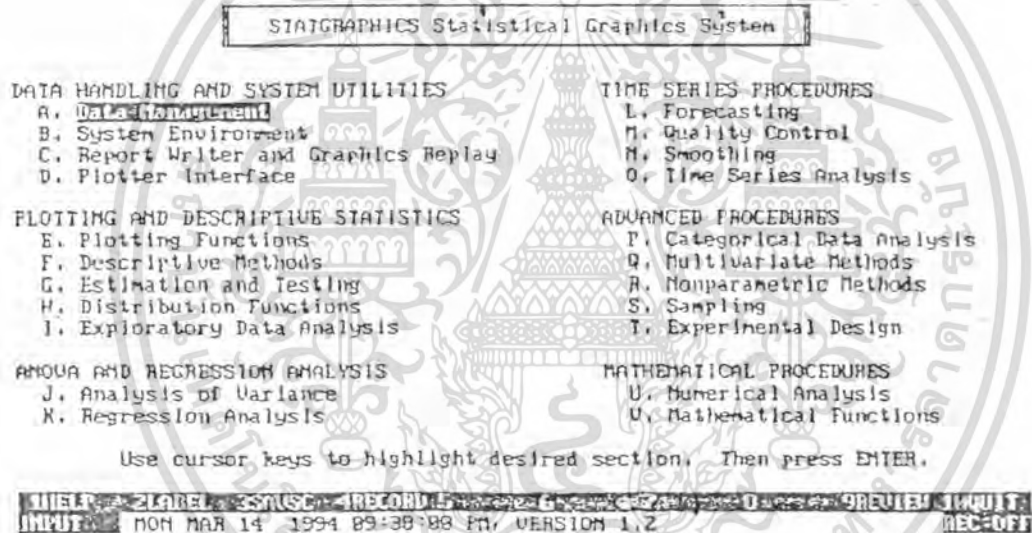 STATGRAPHICS Statistical Graphics System
DATA HANDLING AND SYSTEM UTILITIES
A. Data Management
B. System Environment
C. Report Writer and Graphics Replay
D. Plotter Interface
PLOTTING AND DESCRIPTIVE STATISTICS
E. Plotting Functions
F. Descriptive Methods
G. Estimation and Testing
H. Distribution Functions
I. Exploratory Data Analysis
ANOVA AND REGRESSION ANALYSIS
J. Analysis of Variance
K. Regression Analysis
TIME SERIES PROCEDURES
L. Forecasting
M. Quality Control
N. Smoothing
O. Time Series Analysis
ADVANCED PROCEDURES
P. Categorical Data Analysis
Q. Multivariate Methods
R. Nonparametric Methods
S. Sampling
T. Experimental Design
MATHEMATICAL PROCEDURES
U. Numerical Analysis
V. Mathematical Functions
Use cursor keys to highlight desired section. Then press ENTER.
1HELP 2LABEL 3SAVSC 4RECORD 5 6 7 8 9REVIEW 10QUIT
INPUT MON MAR 14 1994 09:38:08 PM, VERSION 1.2 REC=OFF